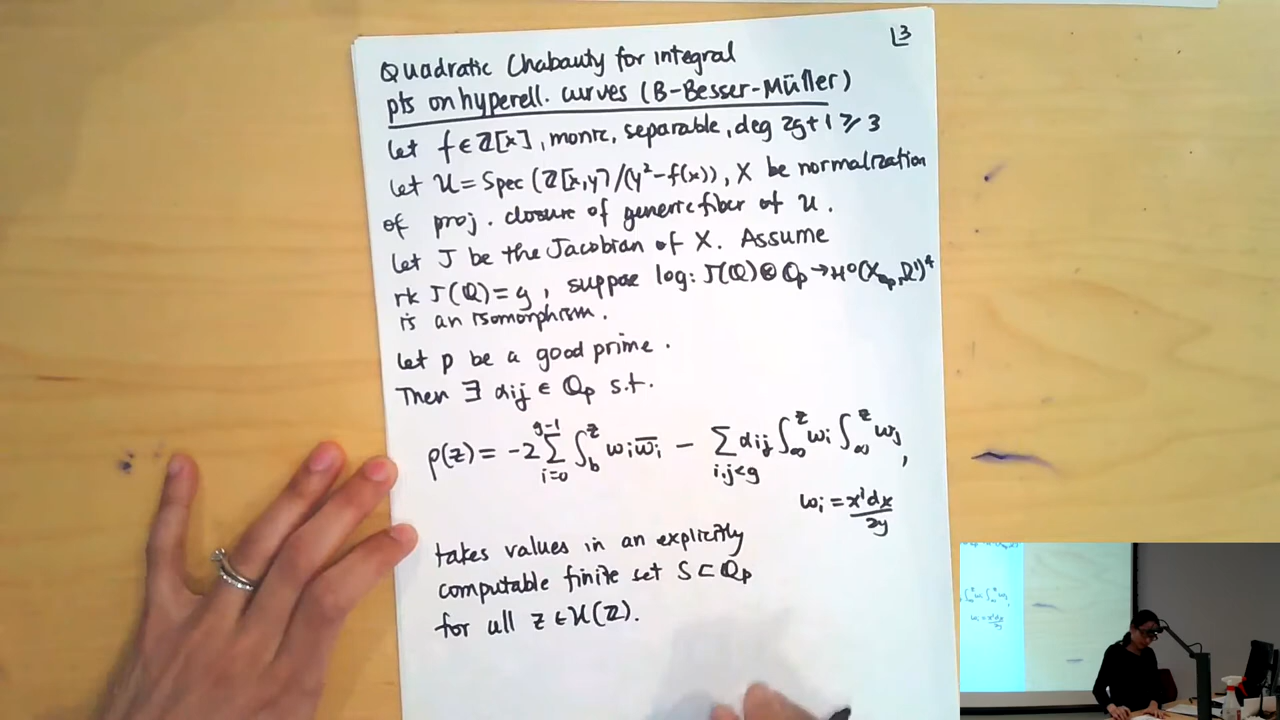 L3
Quadratic Chabauty for integral
pts on hyperell. curves (B-Besser-Müller)
Let f ∈ Z[x], monic, separable, deg 2g+1 ≥ 3
Let U = Spec (Z[x,y]/(y²-f(x)), X be normalization
of proj. closure of generic fiber of U.
Let J be the Jacobian of X. Assume
rk J(Q) = g, suppose log: J(Q) ⊗ Qp → H⁰(X_Qp, Ω¹)*
is an isomorphism.
Let p be a good prime.
Then ∃ αij ∈ Qp s.t.
ρ(z) = -2 ∑_{i=0}^{g-1} ∫_b^z ωi ω̄i - ∑_{i,j<g} αij ∫_∞^z ωi ∫_∞^z ωj,
ωi = x^i dx / 2y
takes values in an explicitly
computable finite set S ⊂ Qp
for all z ∈ U(Z).